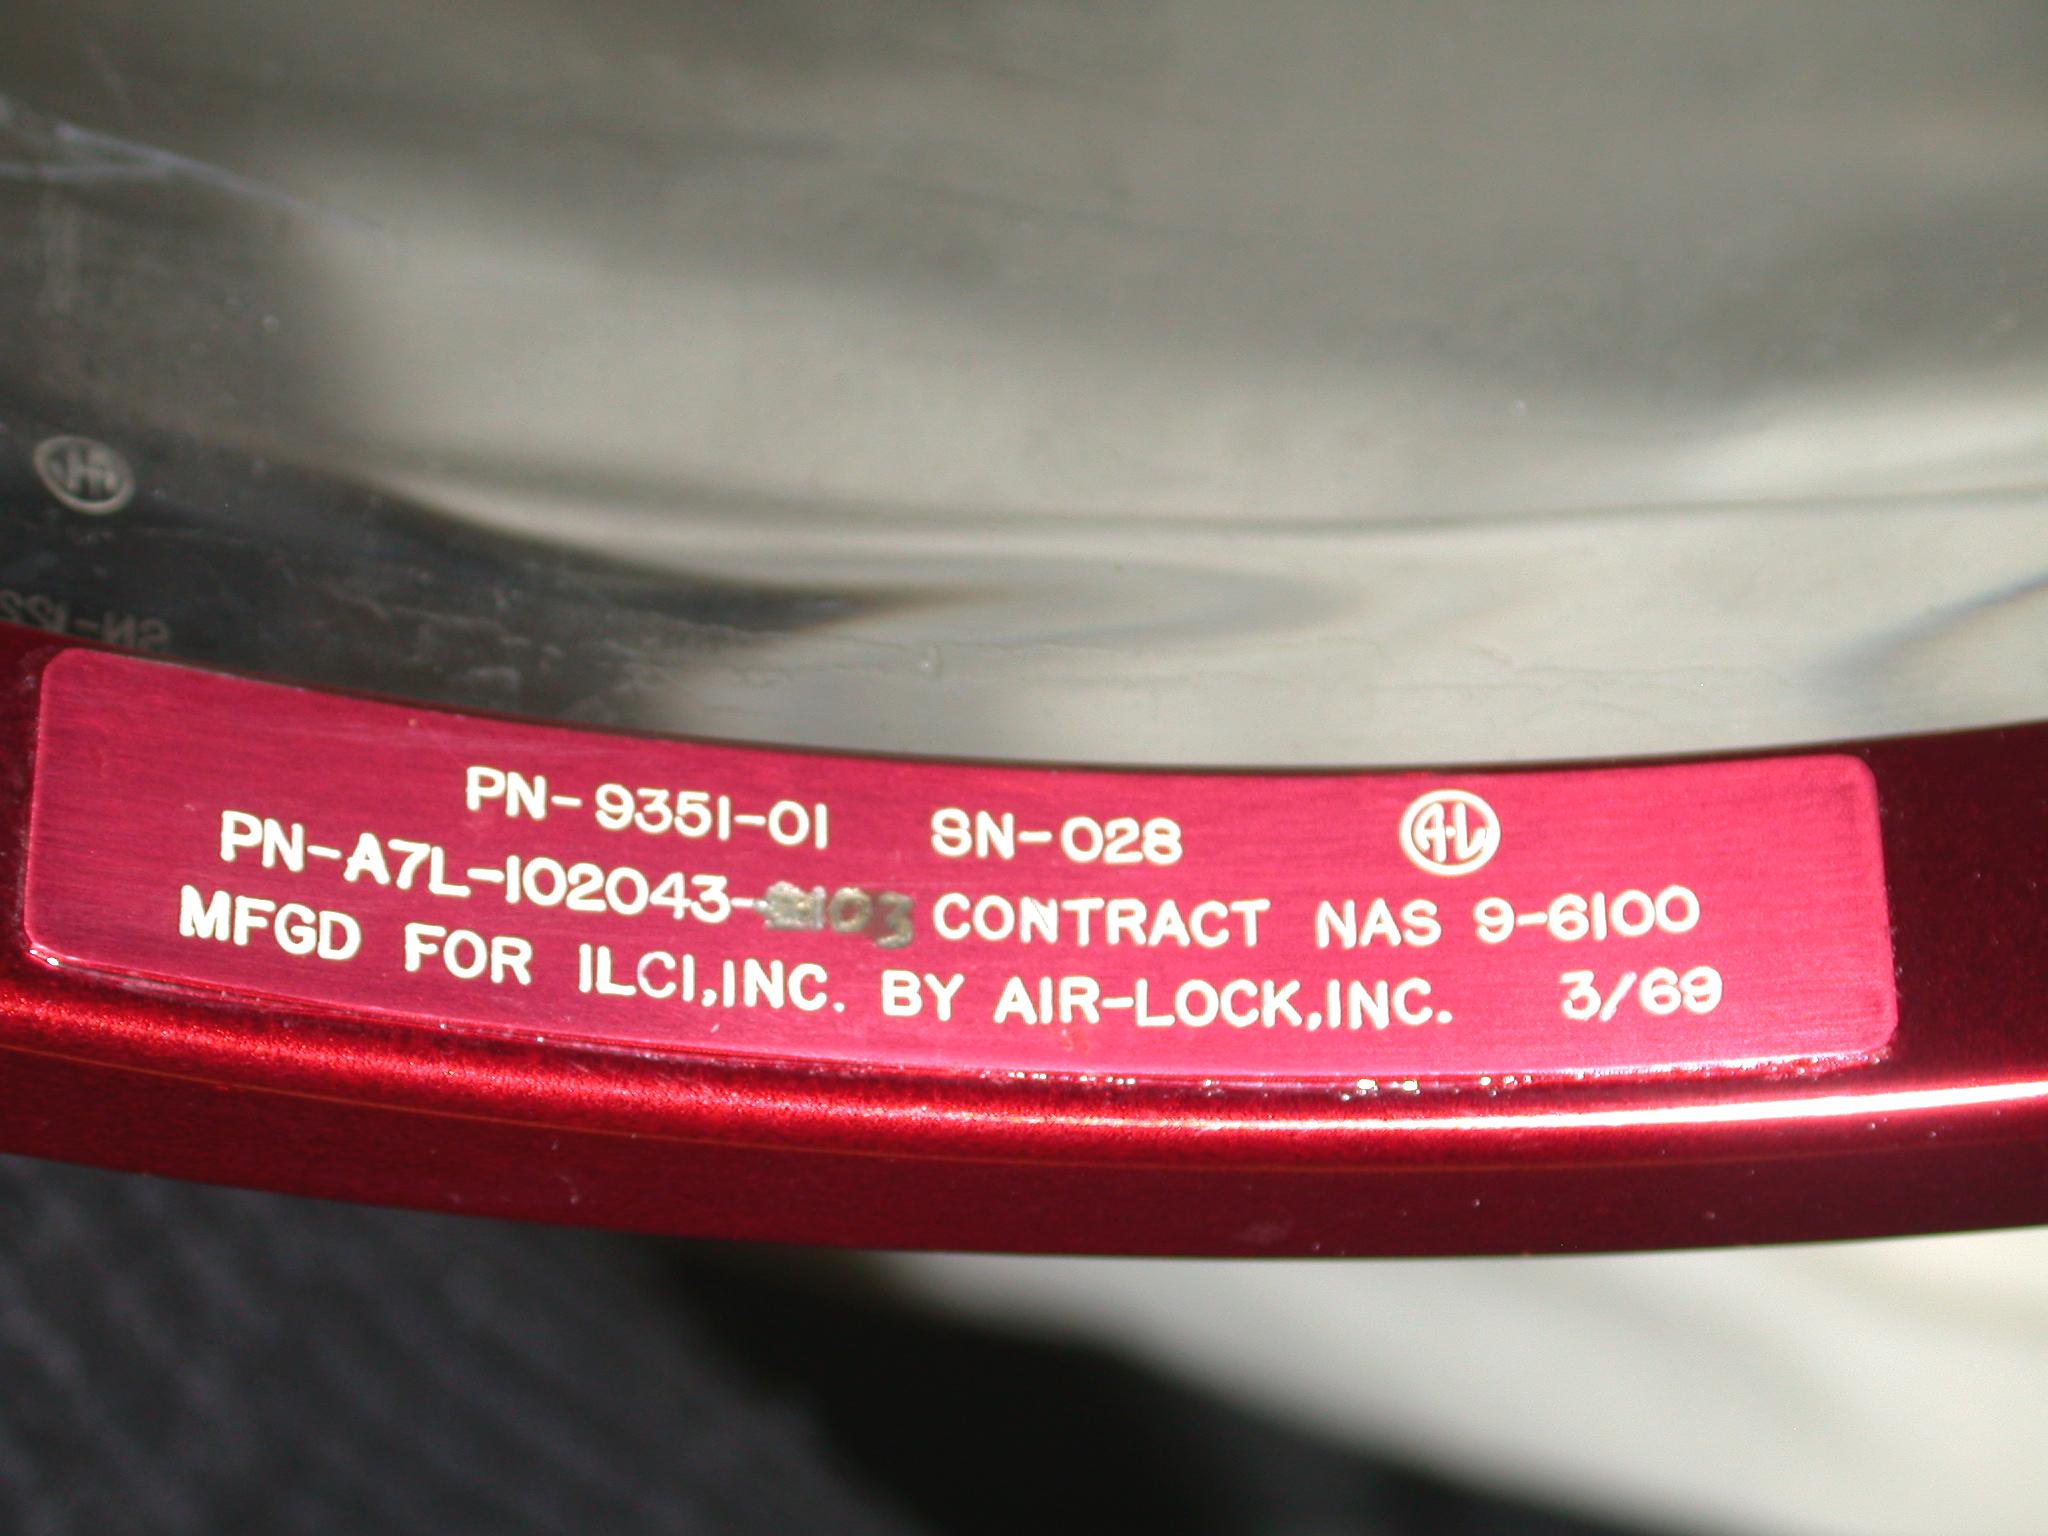 PN-9351-01 SN-028 A-L
PN-A7L-102043- 03 CONTRACT NAS 9-6100
MFGD FOR ILCI,INC. BY AIR-LOCK,INC. 3/69